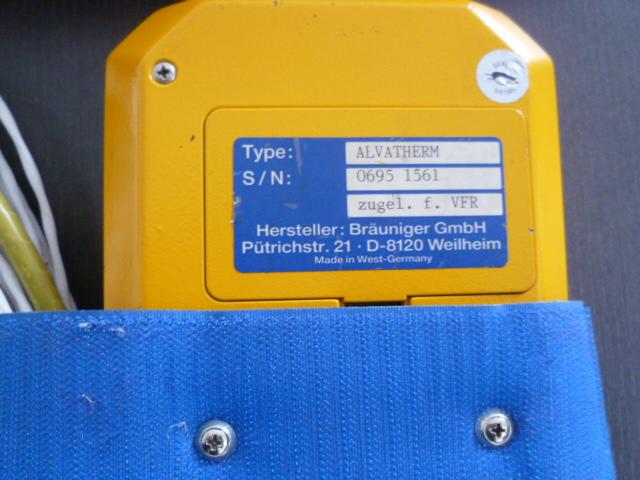 Type: ALVATHERM
S/N: 0695 1561
zugel. f. VFR
Hersteller: Bräuniger GmbH
Pütrichstr. 21 · D-8120 Weilheim
Made in West-Germany